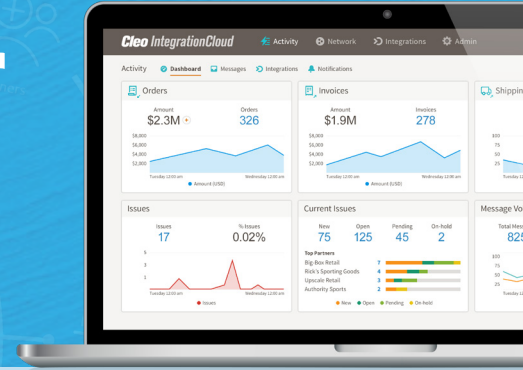 Cleo IntegrationCloud Activity Network Integrations Admin
Activity Dashboard Messages Integrations Notifications
Orders
Amount Orders
$2.3M 326
$8,000
$6,000
$4,000
$2,000
Tuesday 12:00 am Wednesday 12:00 am
Amount (USD)
Invoices
Amount Invoices
$1.9M 278
$8,000
$6,000
$4,000
$2,000
Tuesday 12:00 am Wednesday 12:00 am
Amount (USD)
Shippin
100
75
50
25
Tuesday 12
Issues
Issues % Issues
17 0.02%
5
3
1
Tuesday 12:00 am Wednesday 12:00 am
Issues
Current Issues
New Open Pending On-hold
75 125 45 2
Top Partners
Big-Box Retail 7
Rick's Sporting Goods 4
Upscale Retail 3
Authority Sports 2
New Open Pending On-hold
Message Vo
Total Mess
825
100
75
50
25
Tuesday 12